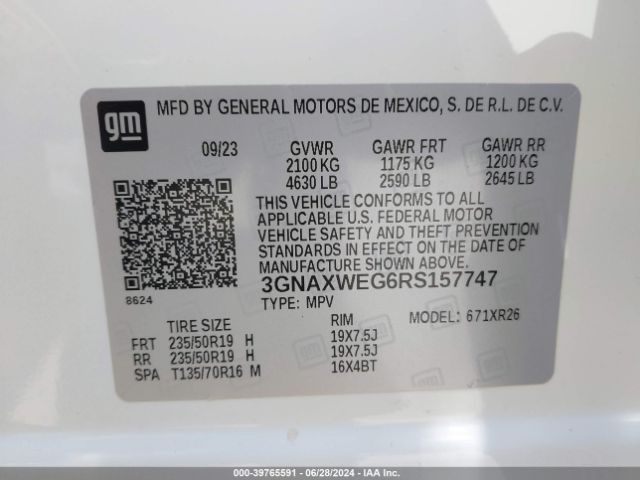 gm MFD BY GENERAL MOTORS DE MEXICO, S. DE R.L. DE C.V.
09/23 GVWR GAWR FRT GAWR RR
2100 KG 1175 KG 1200 KG
4630 LB 2590 LB 2645 LB
THIS VEHICLE CONFORMS TO ALL
APPLICABLE U.S. FEDERAL MOTOR
VEHICLE SAFETY AND THEFT PREVENTION
STANDARDS IN EFFECT ON THE DATE
OF MANUFACTURE SHOWN ABOVE.
8624 3GNAXWEG6RS157747
TYPE: MPV MODEL: 671XR26
TIRE SIZE RIM
FRT 235/50R19 H 19X7.5J
RR 235/50R19 H 19X7.5J
SPA T135/70R16 M 16X4BT
000-39765591 - 06/28/2024 - IAA Inc.